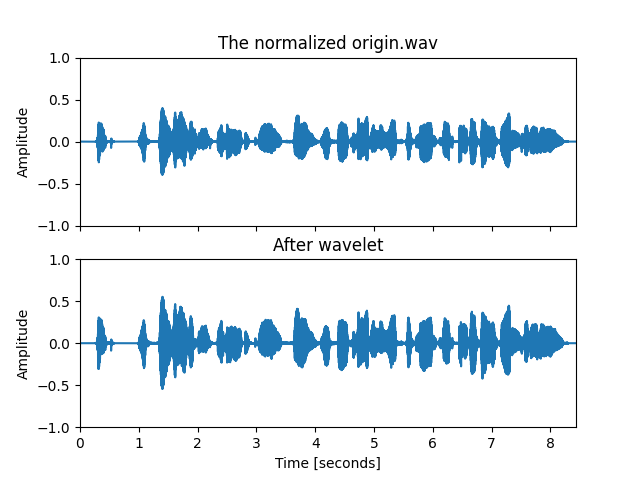 The normalized origin.wav
1.0
0.5
0.0
−0.5
−1.0
Amplitude
After wavelet
1.0
0.5
0.0
−0.5
−1.0
Amplitude
0 1 2 3 4 5 6 7 8
Time [seconds]